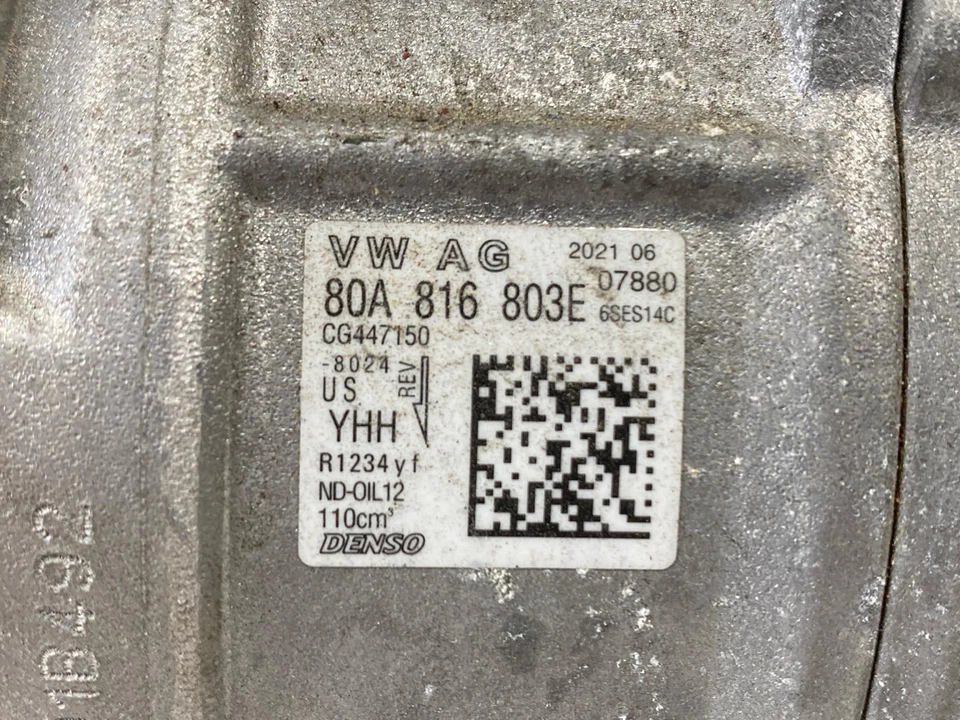 VW AG 2021 06
07880
80A 816 803E 6SES14C
CG447150
-8024
US REV
YHH
R1234yf
ND-OIL12
110cm³
DENSO
1B492